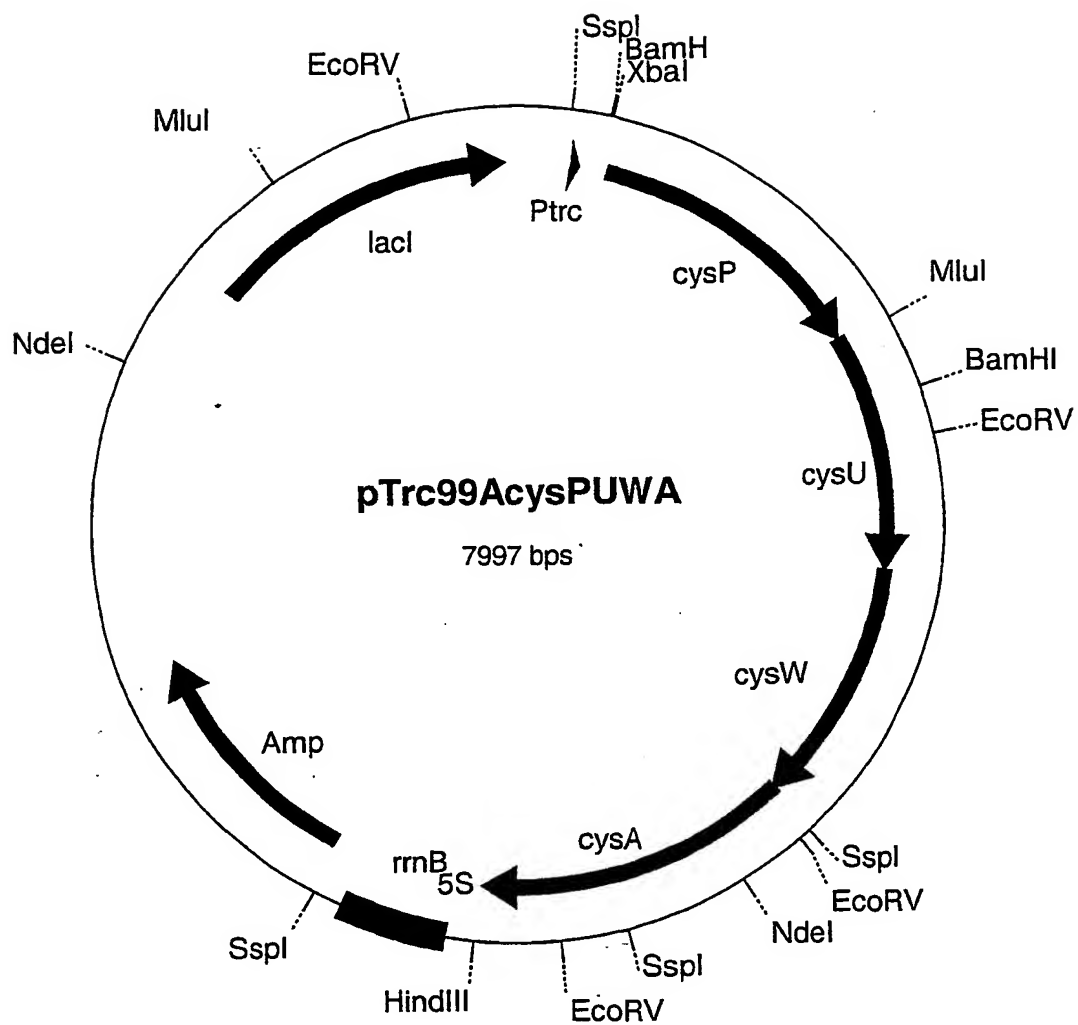 SspI
BamH
XbaI
EcoRV
MluI
lacI
Ptrc
cysP
MluI
NdeI
BamHI
EcoRV
cysU
pTrc99AcysPUWA
7997 bps
cysW
Amp
cysA
rrnB
5S
SspI
EcoRV
NdeI
SspI
SspI
HindIII
EcoRV